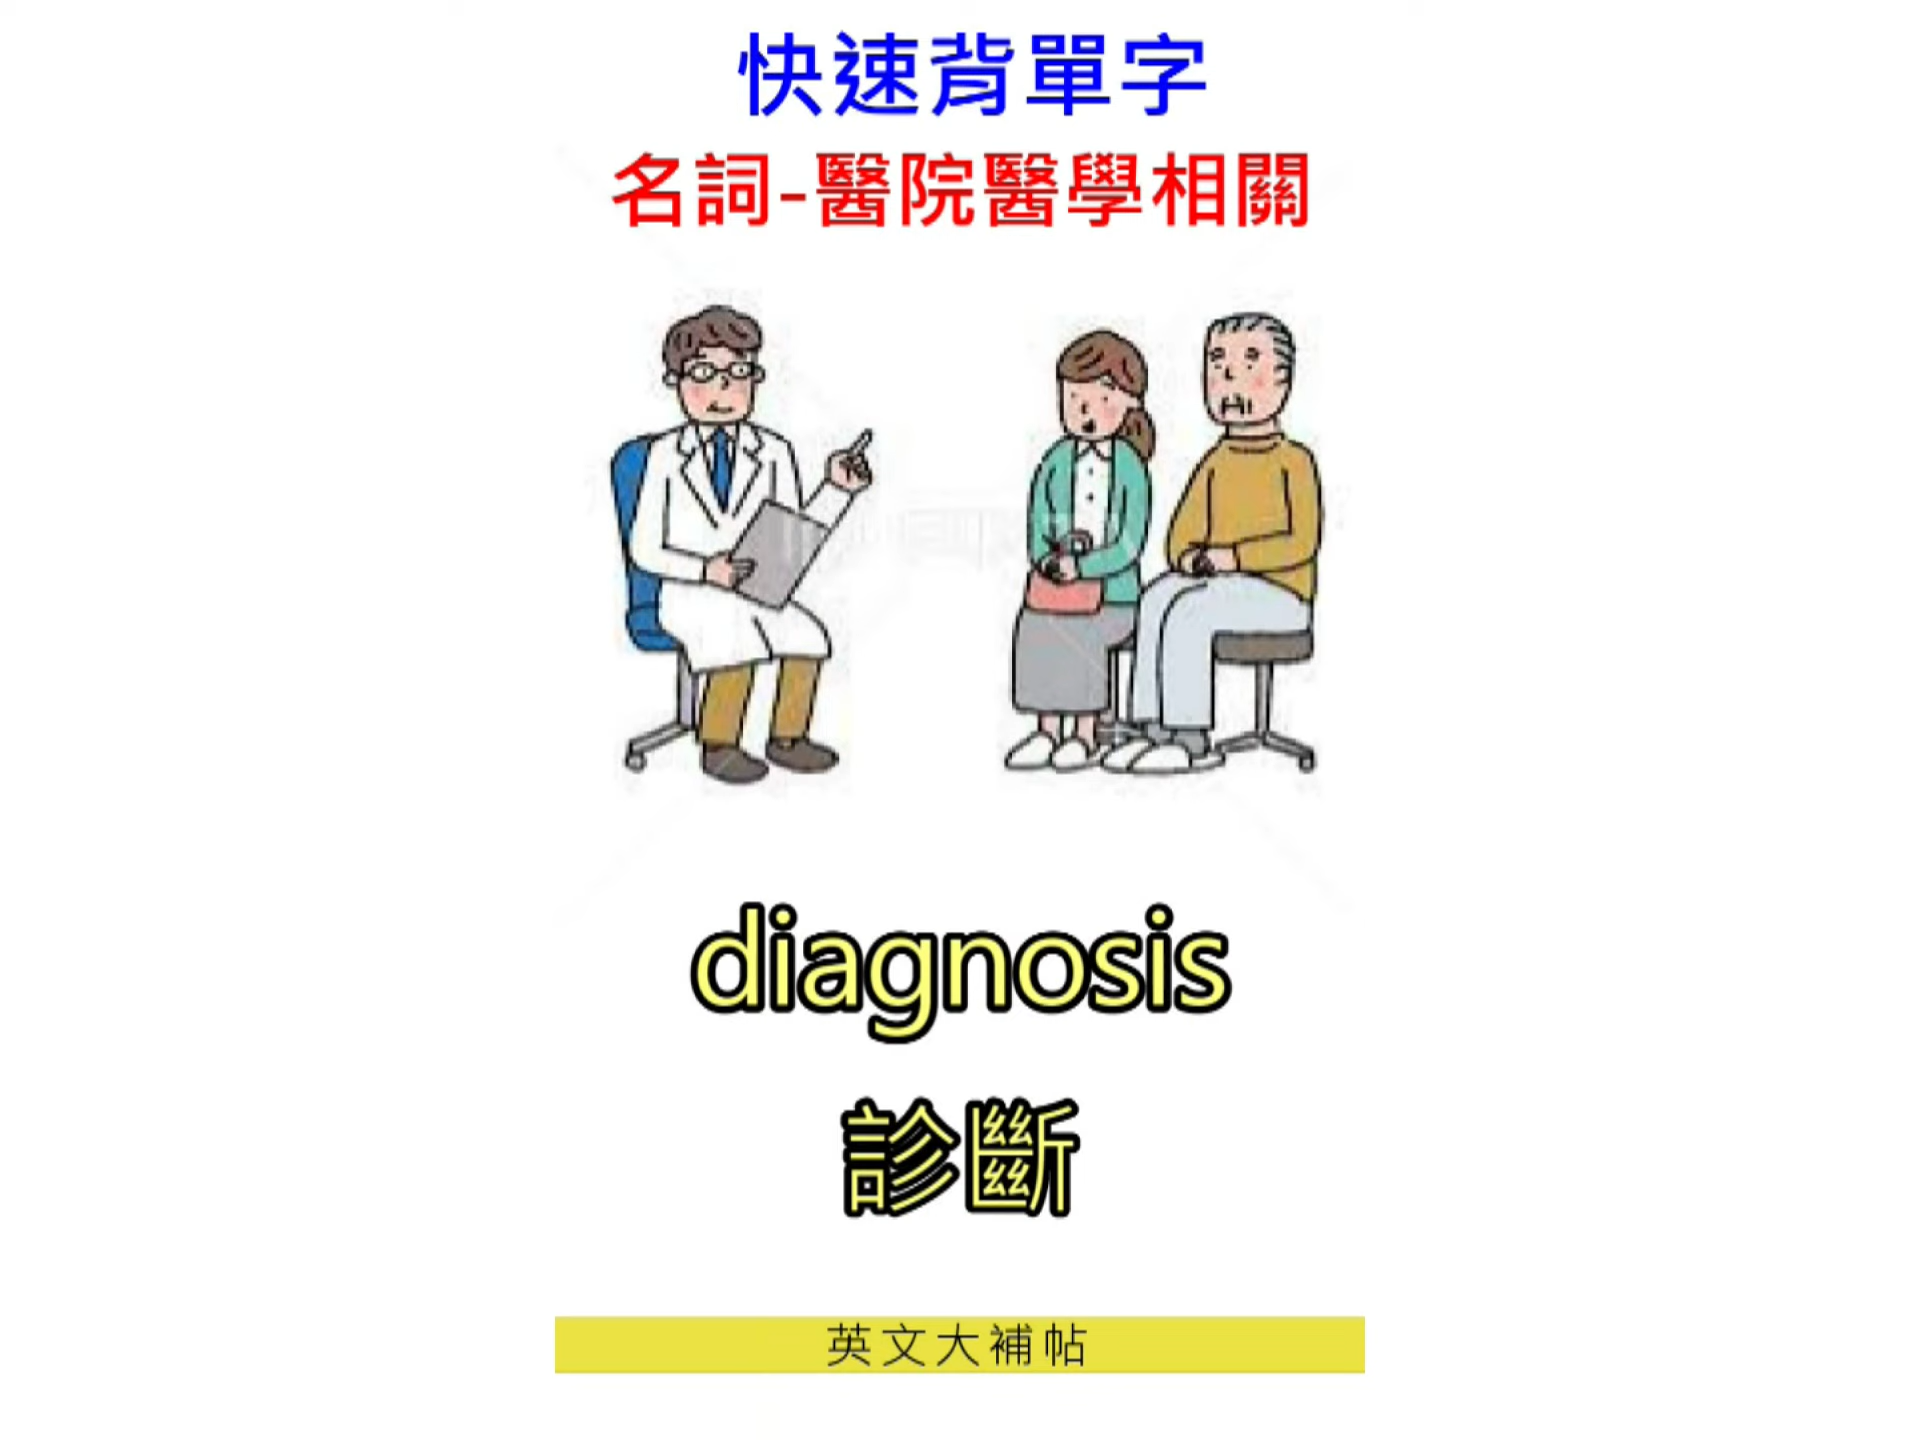 快速背單字
名詞-醫院醫學相關
diagnosis
診斷
英文大補帖